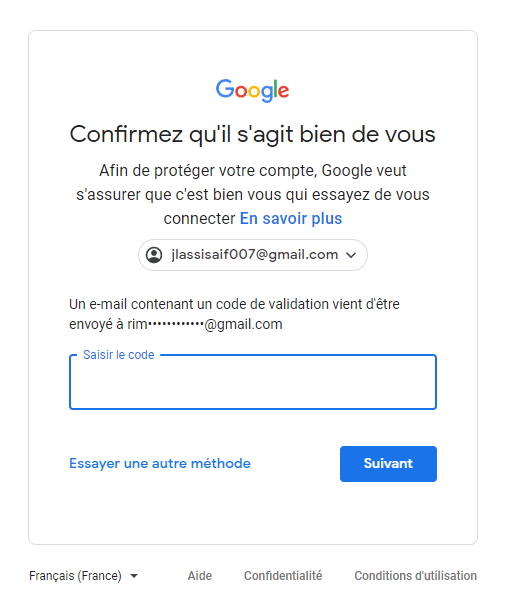 Google
Confirmez qu'il s'agit bien de vous
Afin de protéger votre compte, Google veut
s'assurer que c'est bien vous qui essayez de vous
connecter En savoir plus
jlassisaif007@gmail.com
Un e-mail contenant un code de validation vient d'être
envoyé à rim••••••••••••@gmail.com
Saisir le code
Essayer une autre méthode Suivant
Français (France) Aide Confidentialité Conditions d'utilisation